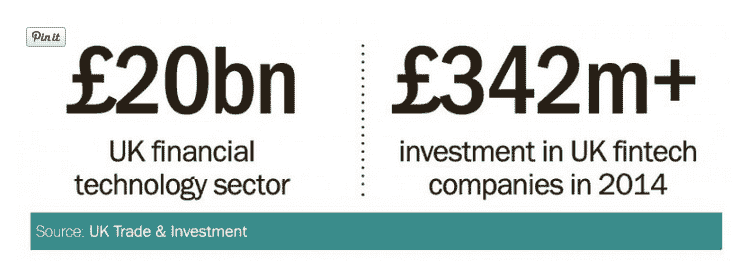 Pin it
£20bn
UK financial
technology sector
£342m+
investment in UK fintech
companies in 2014
Source: UK Trade & Investment